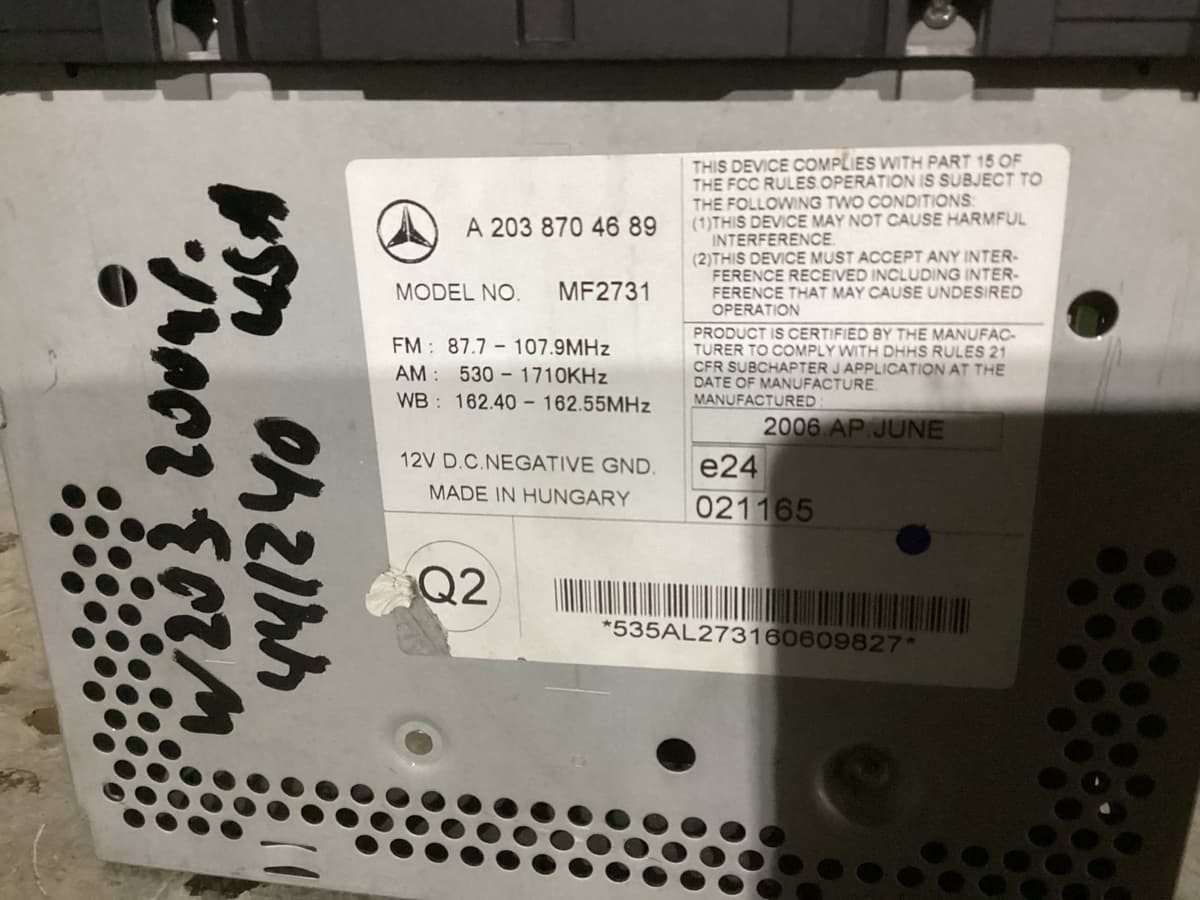 W203 2004г. USA
441240
A 203 870 46 89
MODEL NO. MF2731
FM : 87.7 – 107.9MHz
AM : 530 – 1710KHz
WB : 162.40 – 162.55MHz
12V D.C.NEGATIVE GND.
MADE IN HUNGARY
THIS DEVICE COMPLIES WITH PART 15 OF
THE FCC RULES.OPERATION IS SUBJECT TO
THE FOLLOWING TWO CONDITIONS:
(1)THIS DEVICE MAY NOT CAUSE HARMFUL
INTERFERENCE.
(2)THIS DEVICE MUST ACCEPT ANY INTER-
FERENCE RECEIVED INCLUDING INTER-
FERENCE THAT MAY CAUSE UNDESIRED
OPERATION
PRODUCT IS CERTIFIED BY THE MANUFAC-
TURER TO COMPLY WITH DHHS RULES 21
CFR SUBCHAPTER J APPLICATION AT THE
DATE OF MANUFACTURE.
MANUFACTURED :
2006.AP.JUNE
e24
021165
Q2
*535AL273160609827*